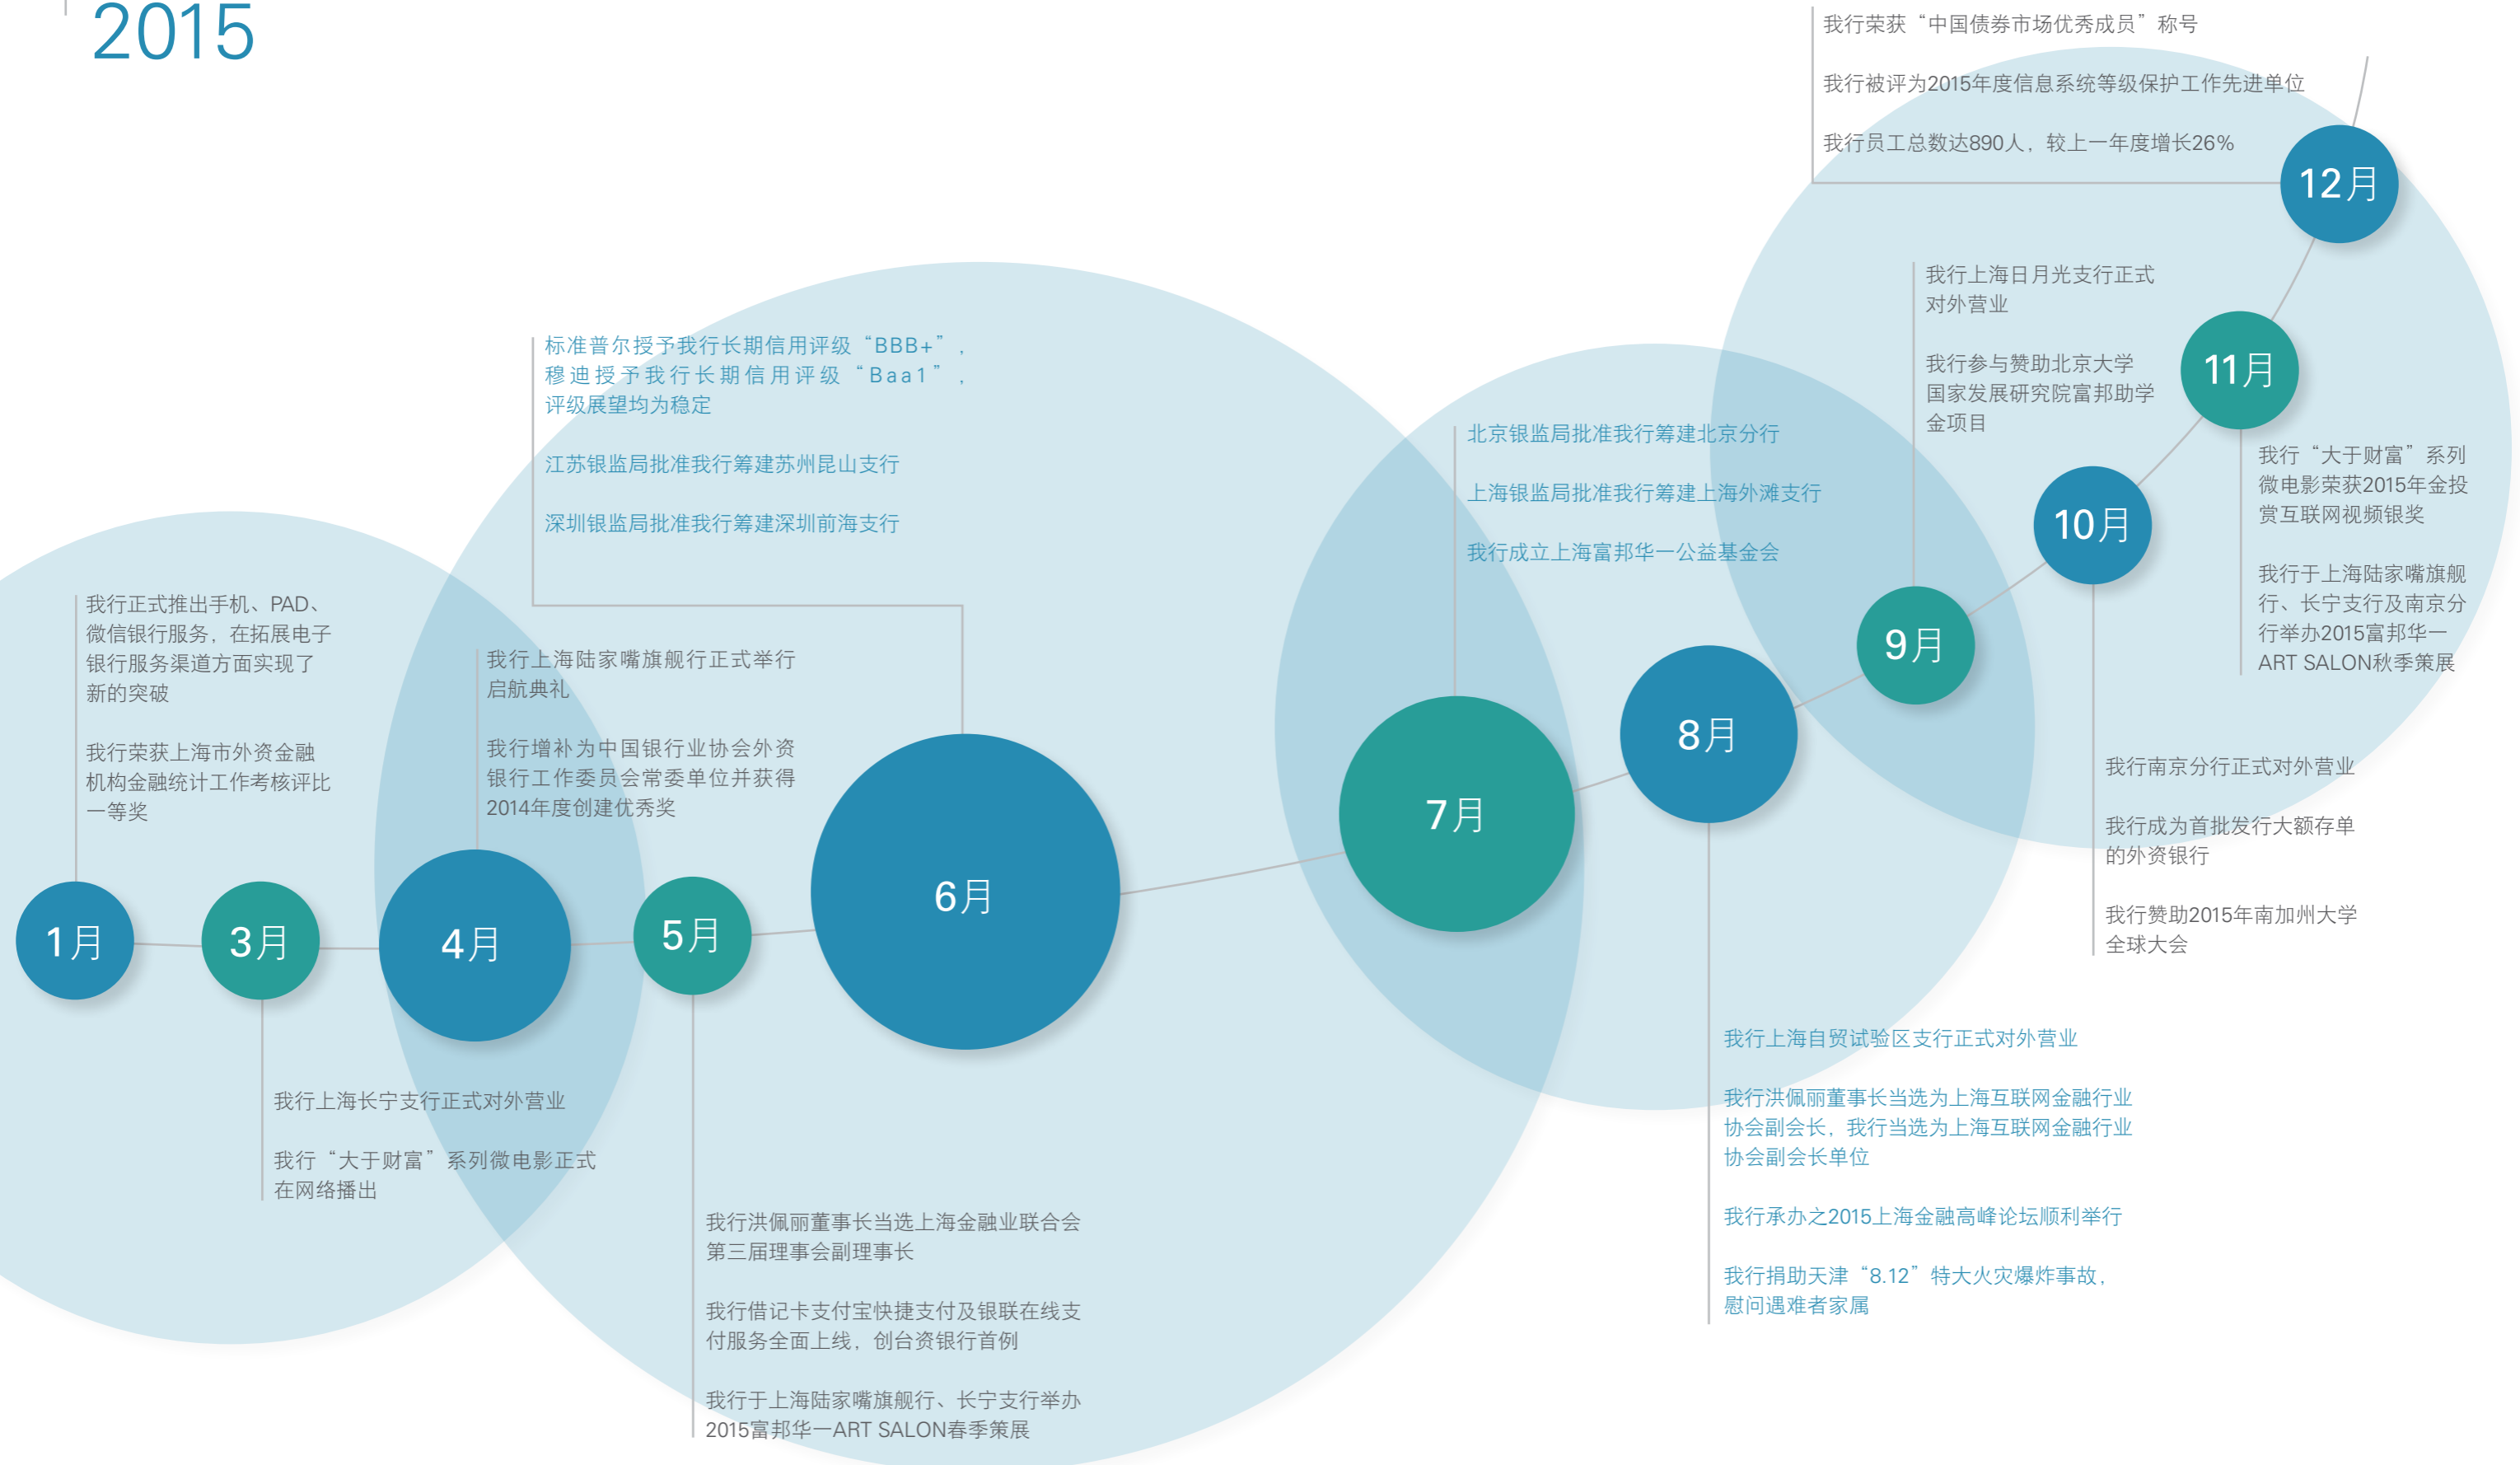 2015
我行正式推出手机、PAD、
微信银行服务，在拓展电子
银行服务渠道方面实现了
新的突破
我行荣获上海市外资金融
机构金融统计工作考核评比
一等奖
1月
3月
我行上海长宁支行正式对外营业
我行“大于财富”系列微电影正式
在网络播出
我行上海陆家嘴旗舰行正式举行
启航典礼
我行增补为中国银行业协会外资
银行工作委员会常委单位并获得
2014年度创建优秀奖
4月
5月
我行洪佩丽董事长当选上海金融业联合会
第三届理事会副理事长
我行借记卡支付宝快捷支付及银联在线支
付服务全面上线，创台资银行首例
我行于上海陆家嘴旗舰行、长宁支行举办
2015富邦华一ART SALON春季策展
标准普尔授予我行长期信用评级“BBB+”，
穆迪授予我行长期信用评级“Baa1”，
评级展望均为稳定
江苏银监局批准我行筹建苏州昆山支行
深圳银监局批准我行筹建深圳前海支行
6月
北京银监局批准我行筹建北京分行
上海银监局批准我行筹建上海外滩支行
我行成立上海富邦华一公益基金会
7月
8月
我行上海自贸试验区支行正式对外营业
我行洪佩丽董事长当选为上海互联网金融行业
协会副会长，我行当选为上海互联网金融行业
协会副会长单位
我行承办之2015上海金融高峰论坛顺利举行
我行捐助天津“8.12”特大火灾爆炸事故，
慰问遇难者家属
我行上海日月光支行正式
对外营业
我行参与赞助北京大学
国家发展研究院富邦助学
金项目
9月
10月
我行南京分行正式对外营业
我行成为首批发行大额存单
的外资银行
我行赞助2015年南加州大学
全球大会
11月
我行“大于财富”系列
微电影荣获2015年金投
赏互联网视频银奖
我行于上海陆家嘴旗舰
行、长宁支行及南京分
行举办2015富邦华一
ART SALON秋季策展
我行荣获“中国债券市场优秀成员”称号
我行被评为2015年度信息系统等级保护工作先进单位
我行员工总数达890人，较上一年度增长26%
12月